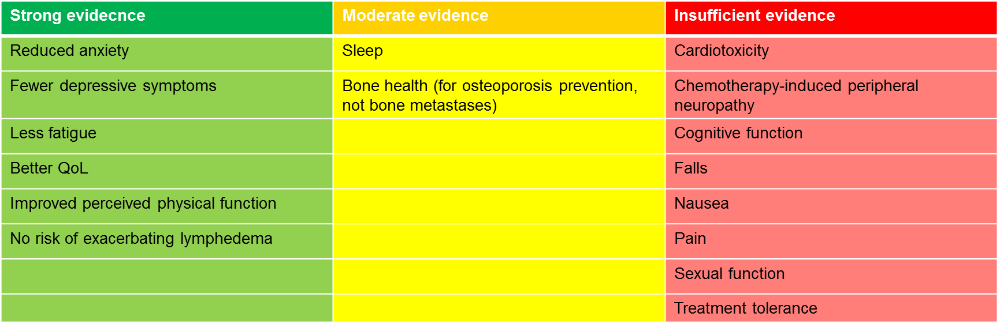 Strong evidecnce
Moderate evidence
Insufficient evidence
Reduced anxiety
Sleep
Cardiotoxicity
Fewer depressive symptoms
Bone health (for osteoporosis prevention,
not bone metastases)
Chemotherapy-induced peripheral
neuropathy
Less fatigue
Cognitive function
Better QoL
Falls
Improved perceived physical function
Nausea
No risk of exacerbating lymphedema
Pain
Sexual function
Treatment tolerance